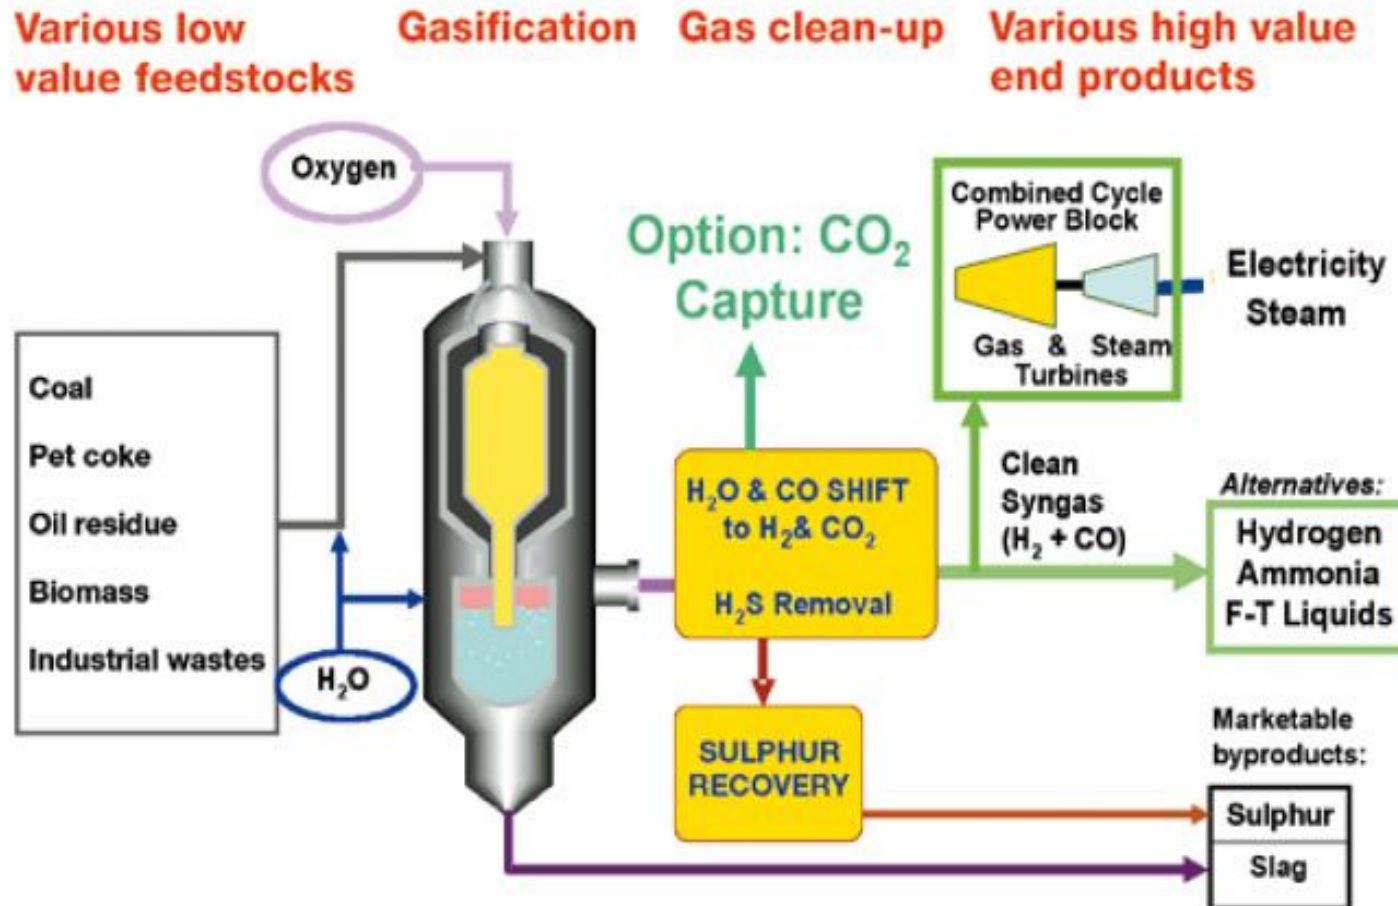 Various low
value feedstocks
Gasification
Gas clean-up
Various high value
end products
Oxygen
Coal
Pet coke
Oil residue
Biomass
Industrial wastes
H₂O
Option: CO₂
Capture
H₂O & CO SHIFT
to H₂& CO₂
H₂S Removal
SULPHUR
RECOVERY
Combined Cycle
Power Block
Gas & Steam
Turbines
Electricity
Steam
Clean
Syngas
(H₂ + CO)
Alternatives:
Hydrogen
Ammonia
F-T Liquids
Marketable
byproducts:
Sulphur
Slag